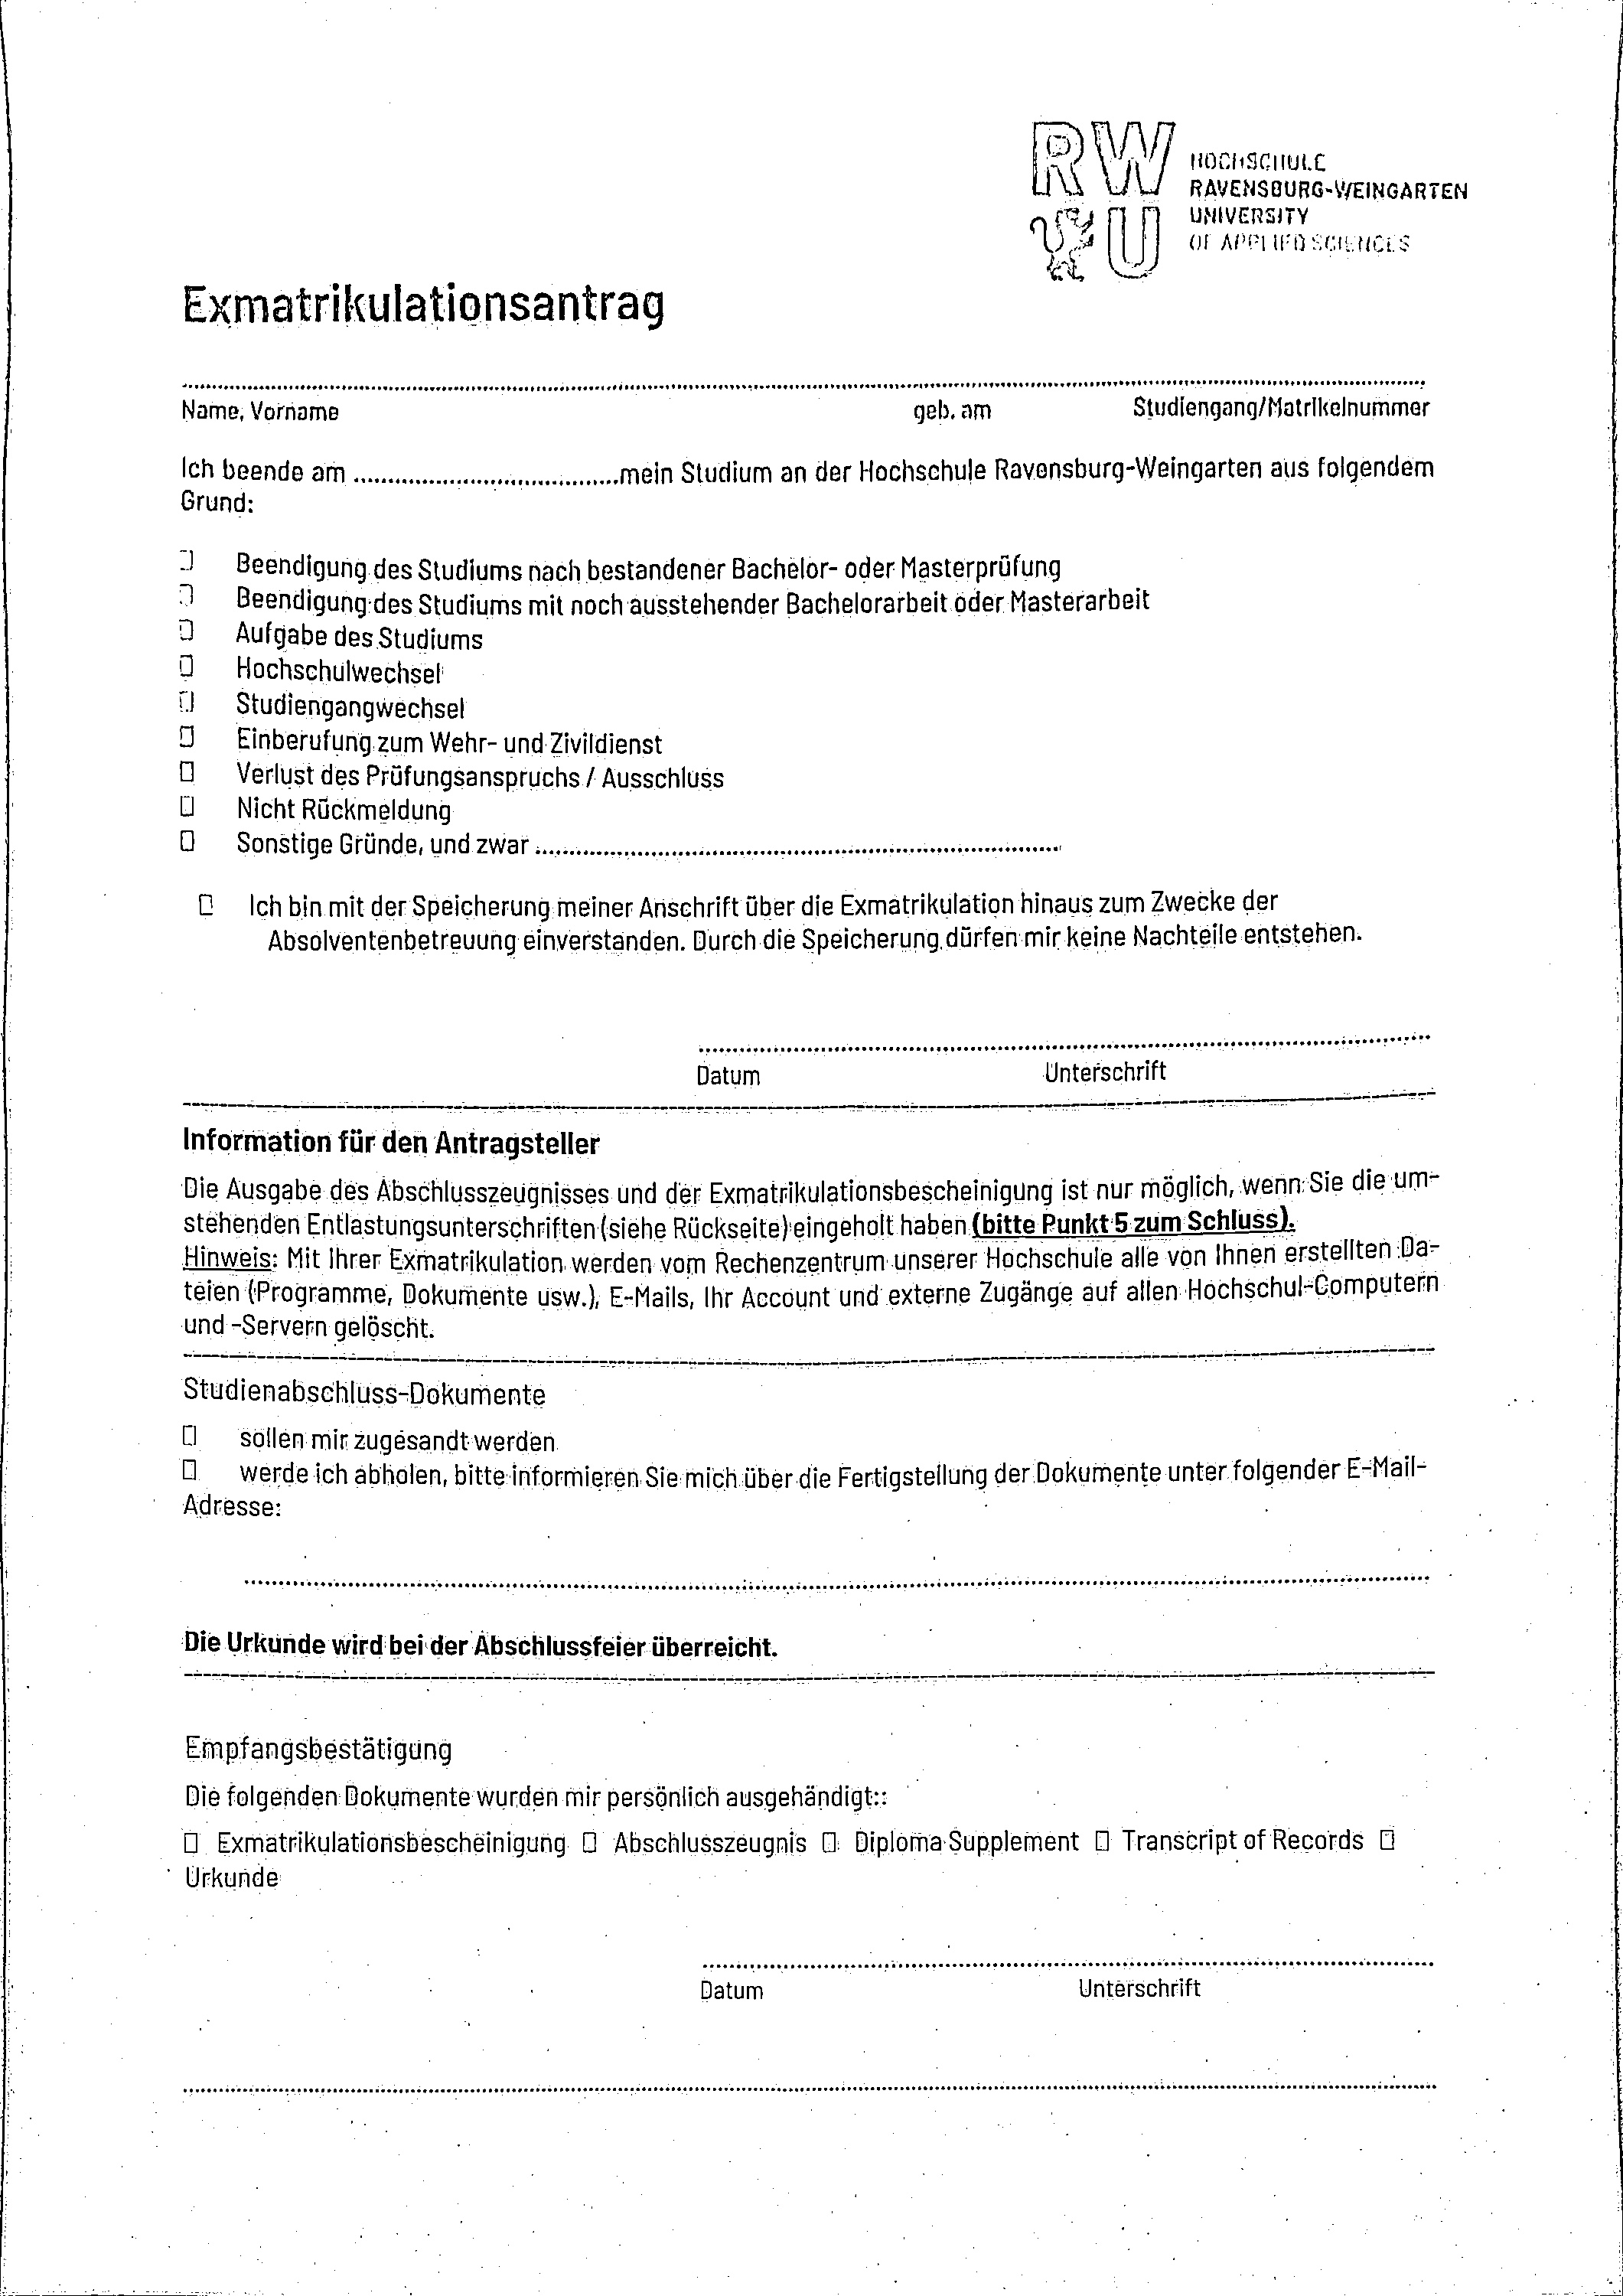 RW
U
HOCHSCHULE
RAVENSBURG-WEINGARTEN
UNIVERSITY
OF APPLIED SCIENCES
Exmatrikulationsantrag
Name, Vorname geb. am Studiengang/Matrikelnummer
Ich beende am ........................................mein Studium an der Hochschule Ravensburg-Weingarten aus folgendem
Grund:
Beendigung des Studiums nach bestandener Bachelor- oder Masterprüfung
Beendigung des Studiums mit noch ausstehender Bachelorarbeit oder Masterarbeit
Aufgabe des Studiums
Hochschulwechsel
Studiengangwechsel
Einberufung zum Wehr- und Zivildienst
Verlust des Prüfungsanspruchs / Ausschluss
Nicht Rückmeldung
Sonstige Gründe, und zwar :................................................................................
Ich bin mit der Speicherung meiner Anschrift über die Exmatrikulation hinaus zum Zwecke der
Absolventenbetreuung einverstanden. Durch die Speicherung dürfen mir keine Nachteile entstehen.
Datum Unterschrift
Information für den Antragsteller
Die Ausgabe des Abschlusszeugnisses und der Exmatrikulationsbescheinigung ist nur möglich, wenn Sie die um-
stehenden Entlastungsunterschriften (siehe Rückseite) eingeholt haben (bitte Punkt 5 zum Schluss).
Hinweis: Mit Ihrer Exmatrikulation werden vom Rechenzentrum unserer Hochschule alle von Ihnen erstellten Da-
teien (Programme, Dokumente usw.), E-Mails, Ihr Account und externe Zugänge auf allen Hochschul-Computern
und -Servern gelöscht.
Studienabschluss-Dokumente
sollen mir zugesandt werden
werde ich abholen, bitte informieren Sie mich über die Fertigstellung der Dokumente unter folgender E-Mail-
Adresse:
Die Urkunde wird bei der Abschlussfeier überreicht.
Empfangsbestätigung
Die folgenden Dokumente wurden mir persönlich ausgehändigt::
Exmatrikulationsbescheinigung Abschlusszeugnis Diploma Supplement Transcript of Records
Urkunde
Datum Unterschrift